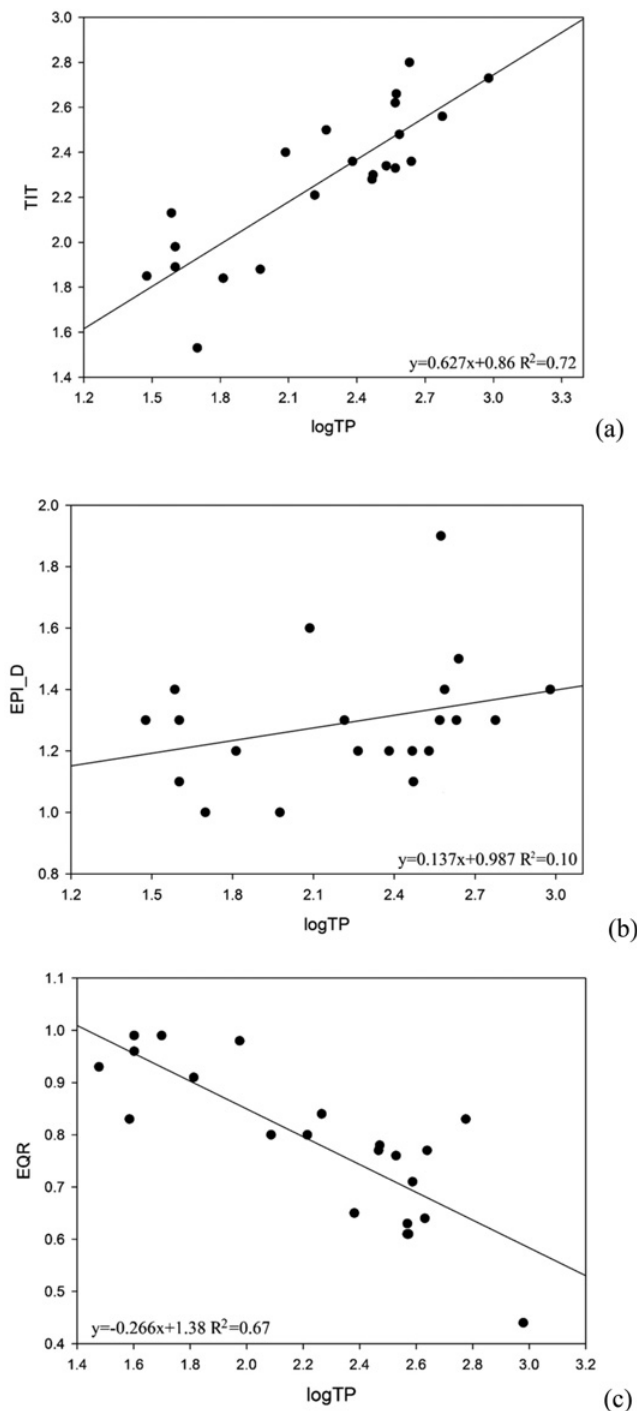 3.0
2.8
2.6
2.4
2.2
2.0
1.8
1.6
1.4
TIT
y=0.627x+0.86 R²=0.72
1.2 1.5 1.8 2.1 2.4 2.7 3.0 3.3
logTP
(a)
2.0
1.8
1.6
1.4
1.2
1.0
0.8
EPI_D
y=0.137x+0.987 R²=0.10
1.2 1.5 1.8 2.1 2.4 2.7 3.0
logTP
(b)
1.1
1.0
0.9
0.8
0.7
0.6
0.5
0.4
EQR
y=-0.266x+1.38 R²=0.67
1.4 1.6 1.8 2.0 2.2 2.4 2.6 2.8 3.0 3.2
logTP
(c)